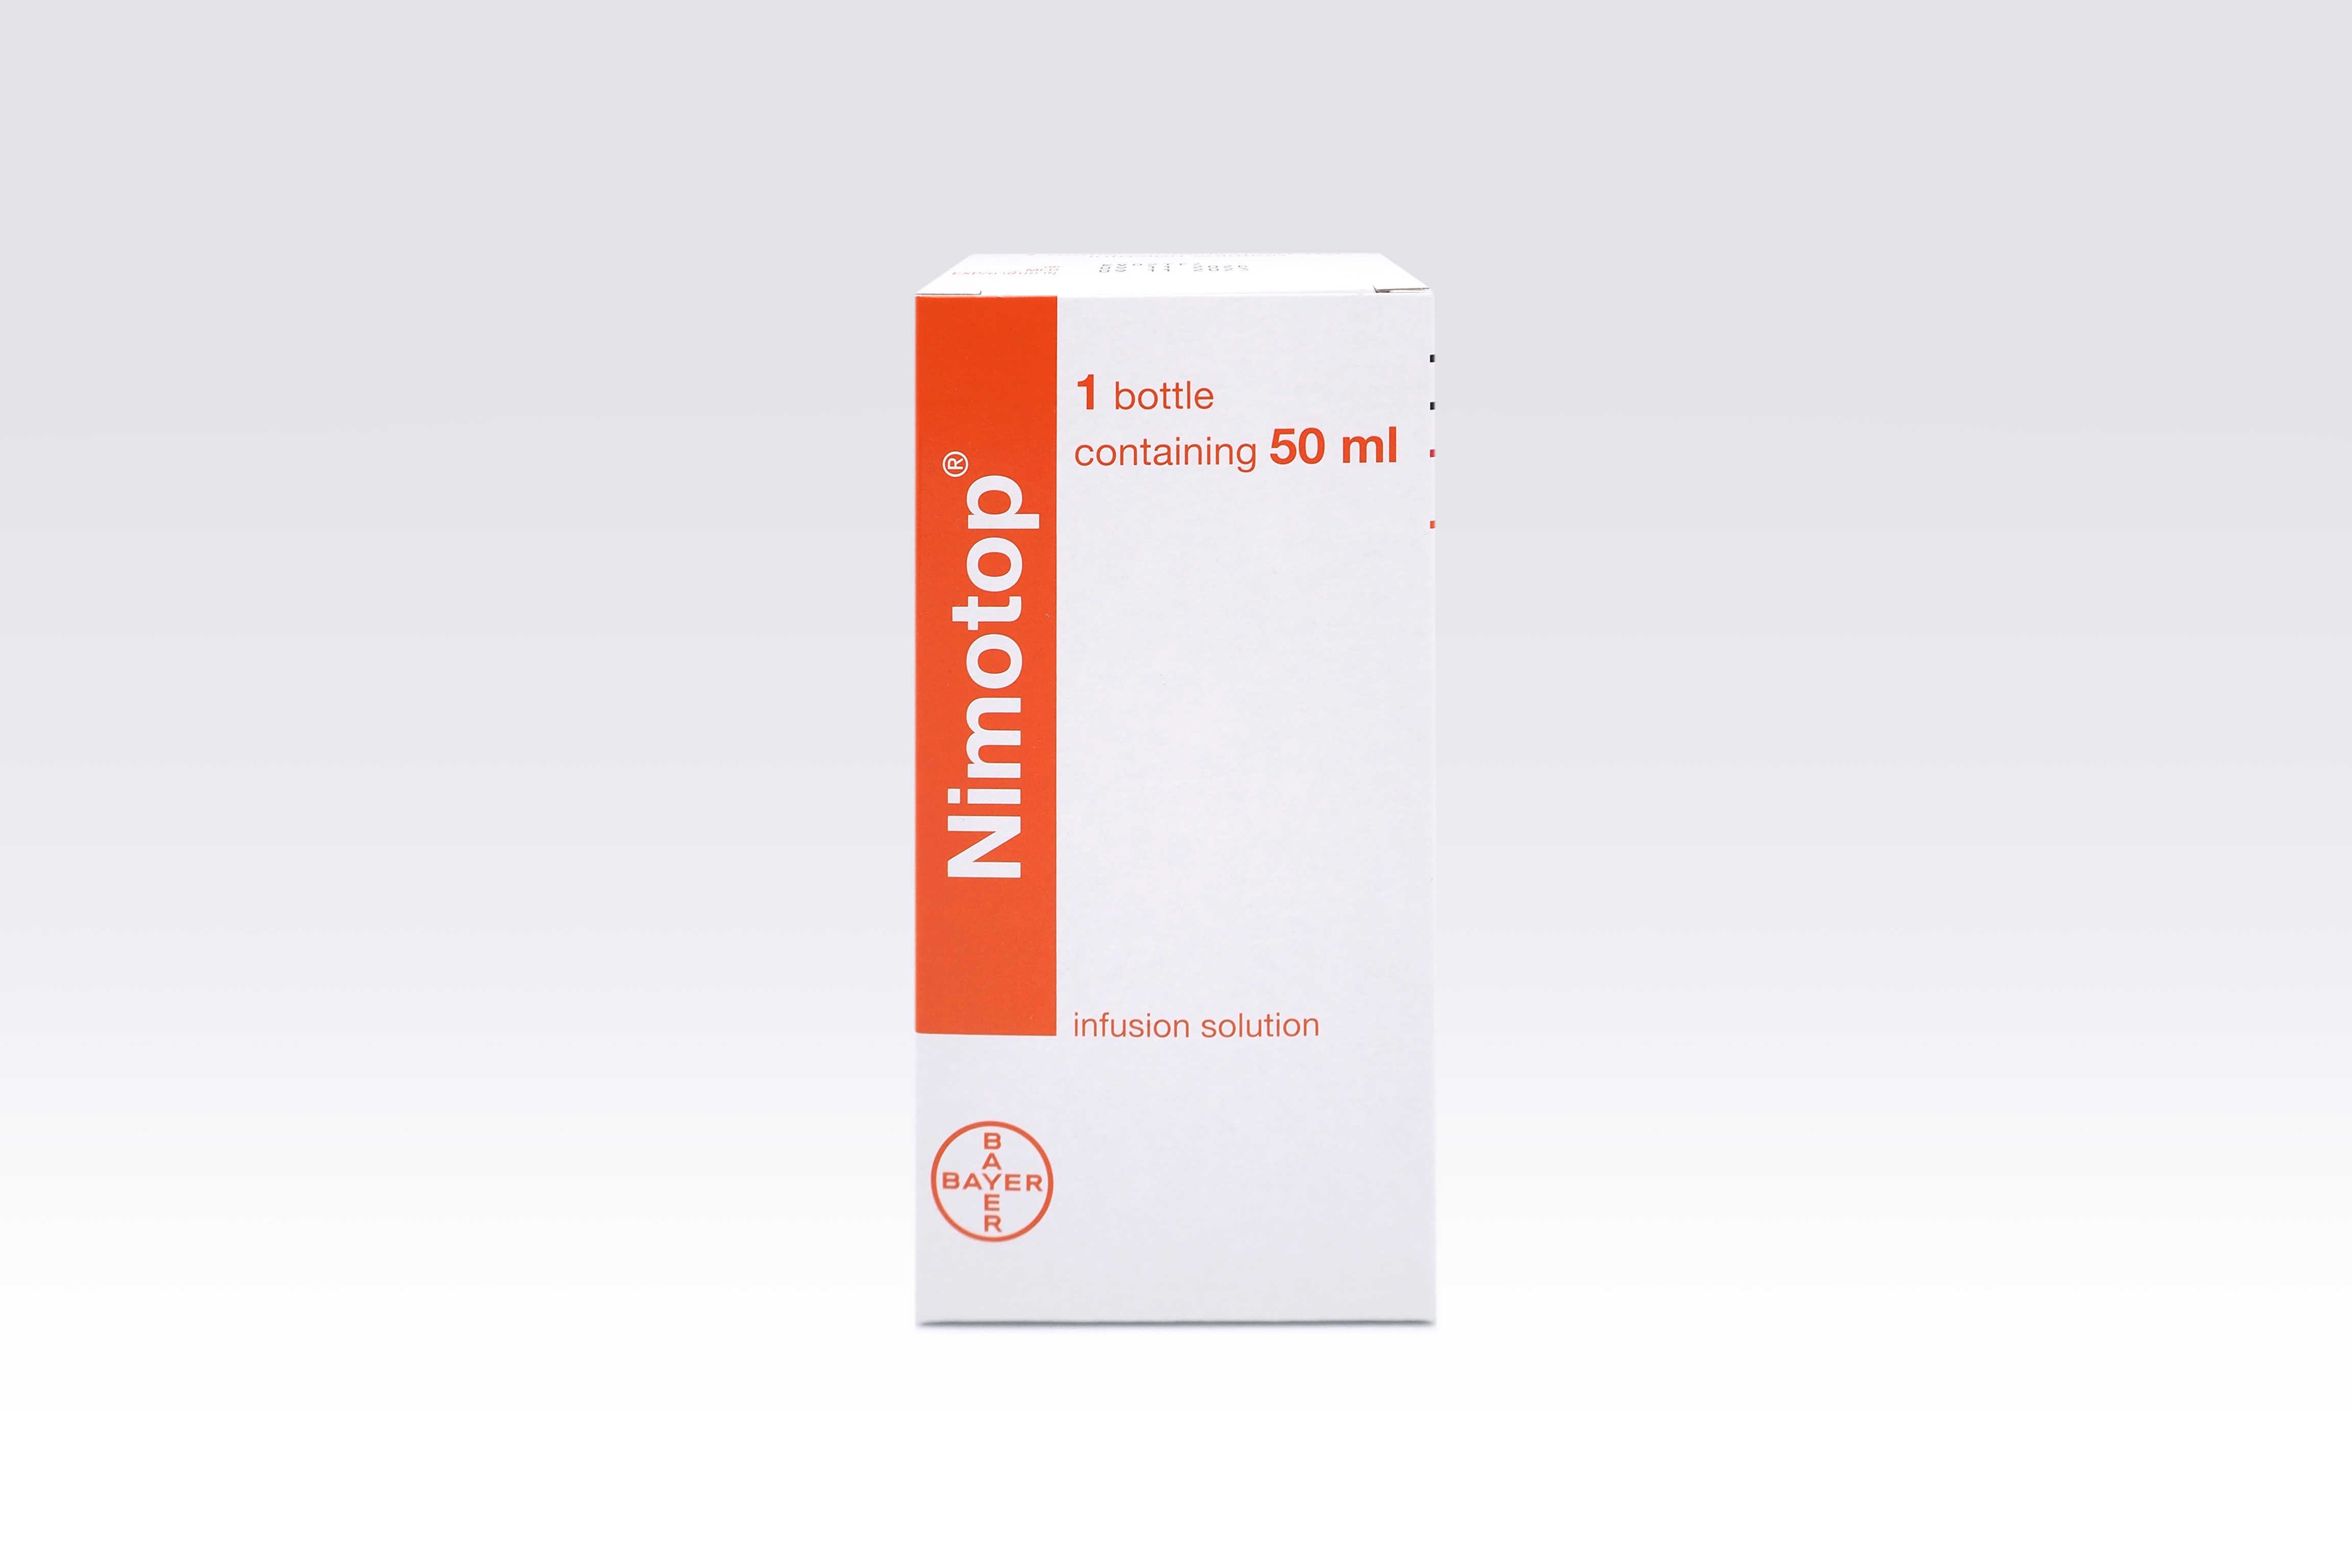 Nimotop®
1 bottle
containing 50 ml
infusion solution
BAYER
BAYER